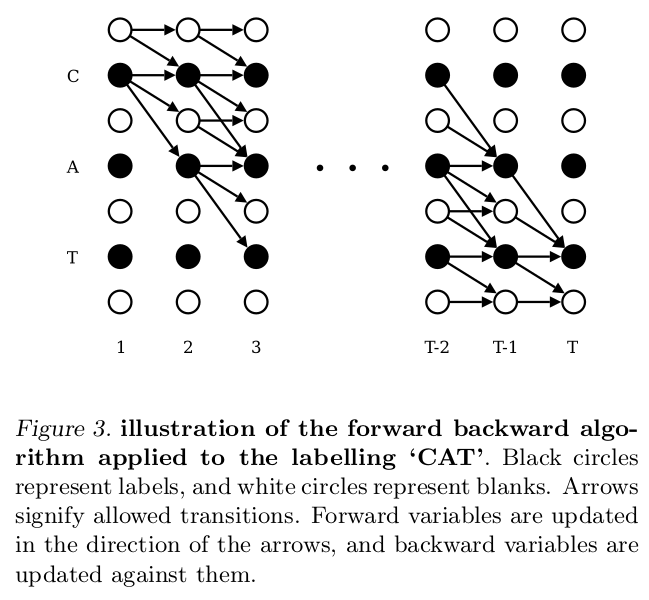 C
A
T
1 2 3 T-2 T-1 T
Figure 3. illustration of the forward backward algo-
rithm applied to the labelling ‘CAT’. Black circles
represent labels, and white circles represent blanks. Arrows
signify allowed transitions. Forward variables are updated
in the direction of the arrows, and backward variables are
updated against them.